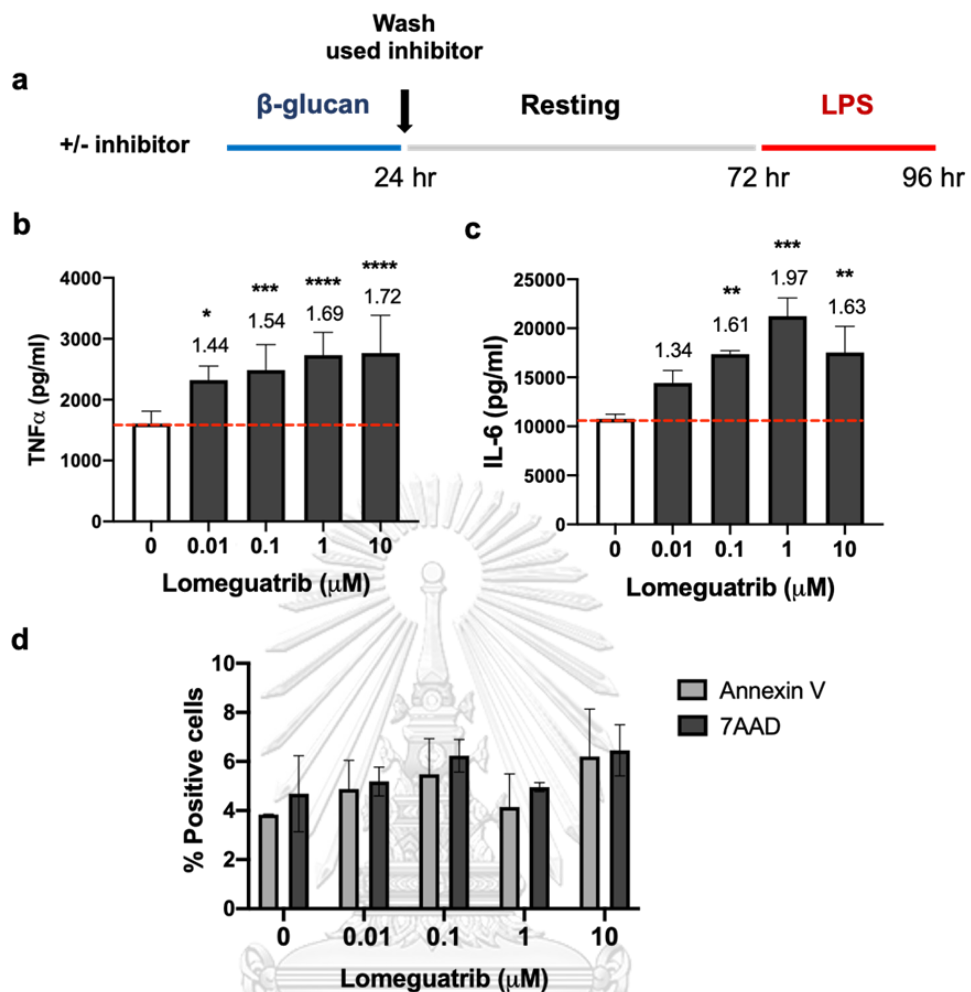 Wash
used inhibitor
a
β-glucan
Resting
LPS
+/- inhibitor
24 hr
72 hr
96 hr
b
TNFα (pg/ml)
4000
3000
2000
1000
0
*
1.44
***
1.54
****
1.69
****
1.72
0 0.01 0.1 1 10
Lomeguatrib (μM)
c
IL-6 (pg/ml)
25000
20000
15000
10000
5000
0
1.34
**
1.61
***
1.97
**
1.63
0 0.01 0.1 1 10
Lomeguatrib (μM)
d
% Positive cells
10
8
6
4
2
0
Annexin V
7AAD
0 0.01 0.1 1 10
Lomeguatrib (μM)